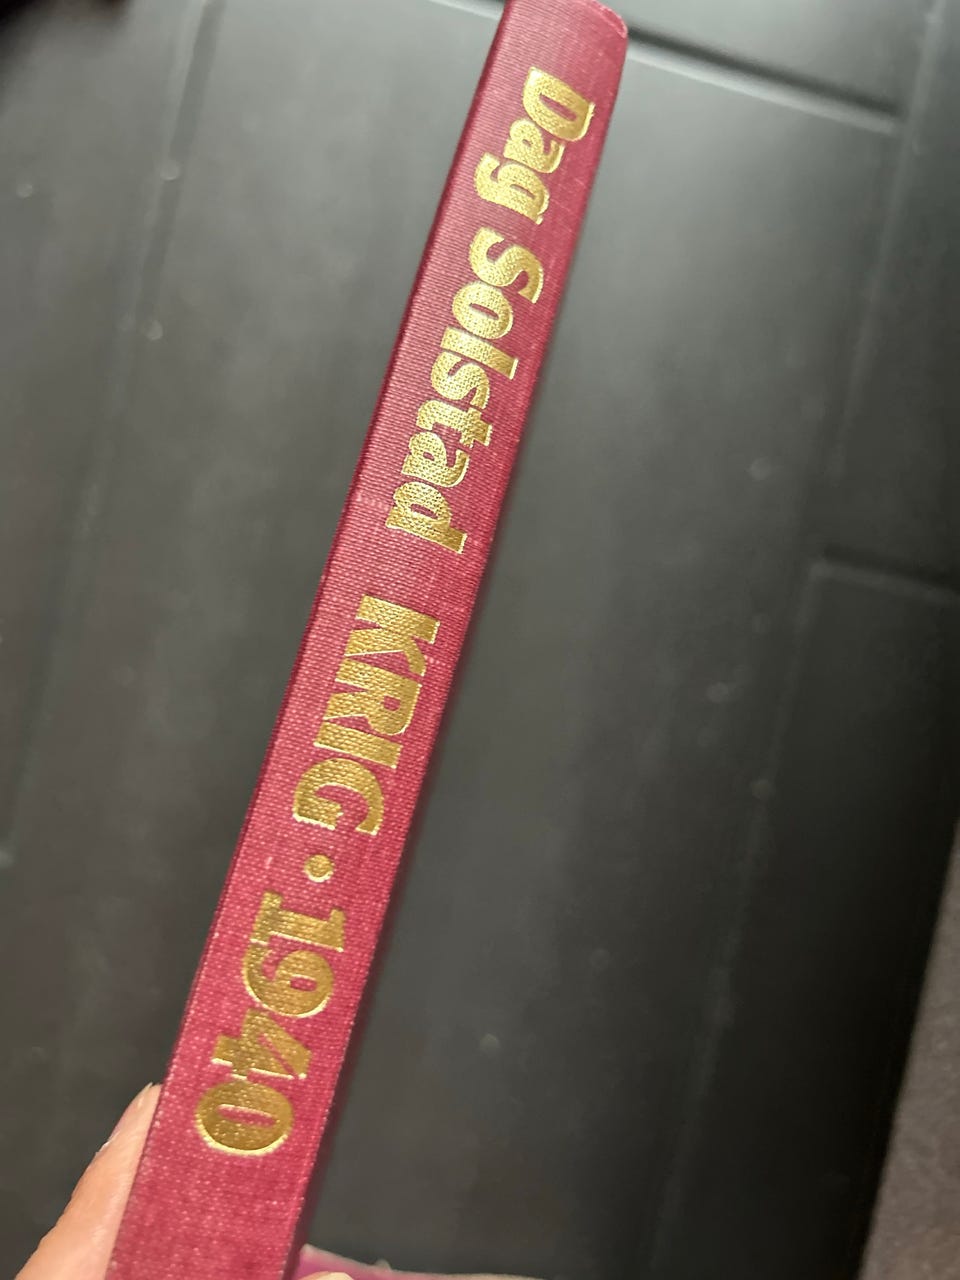 Dag Solstad KRIG • 1940